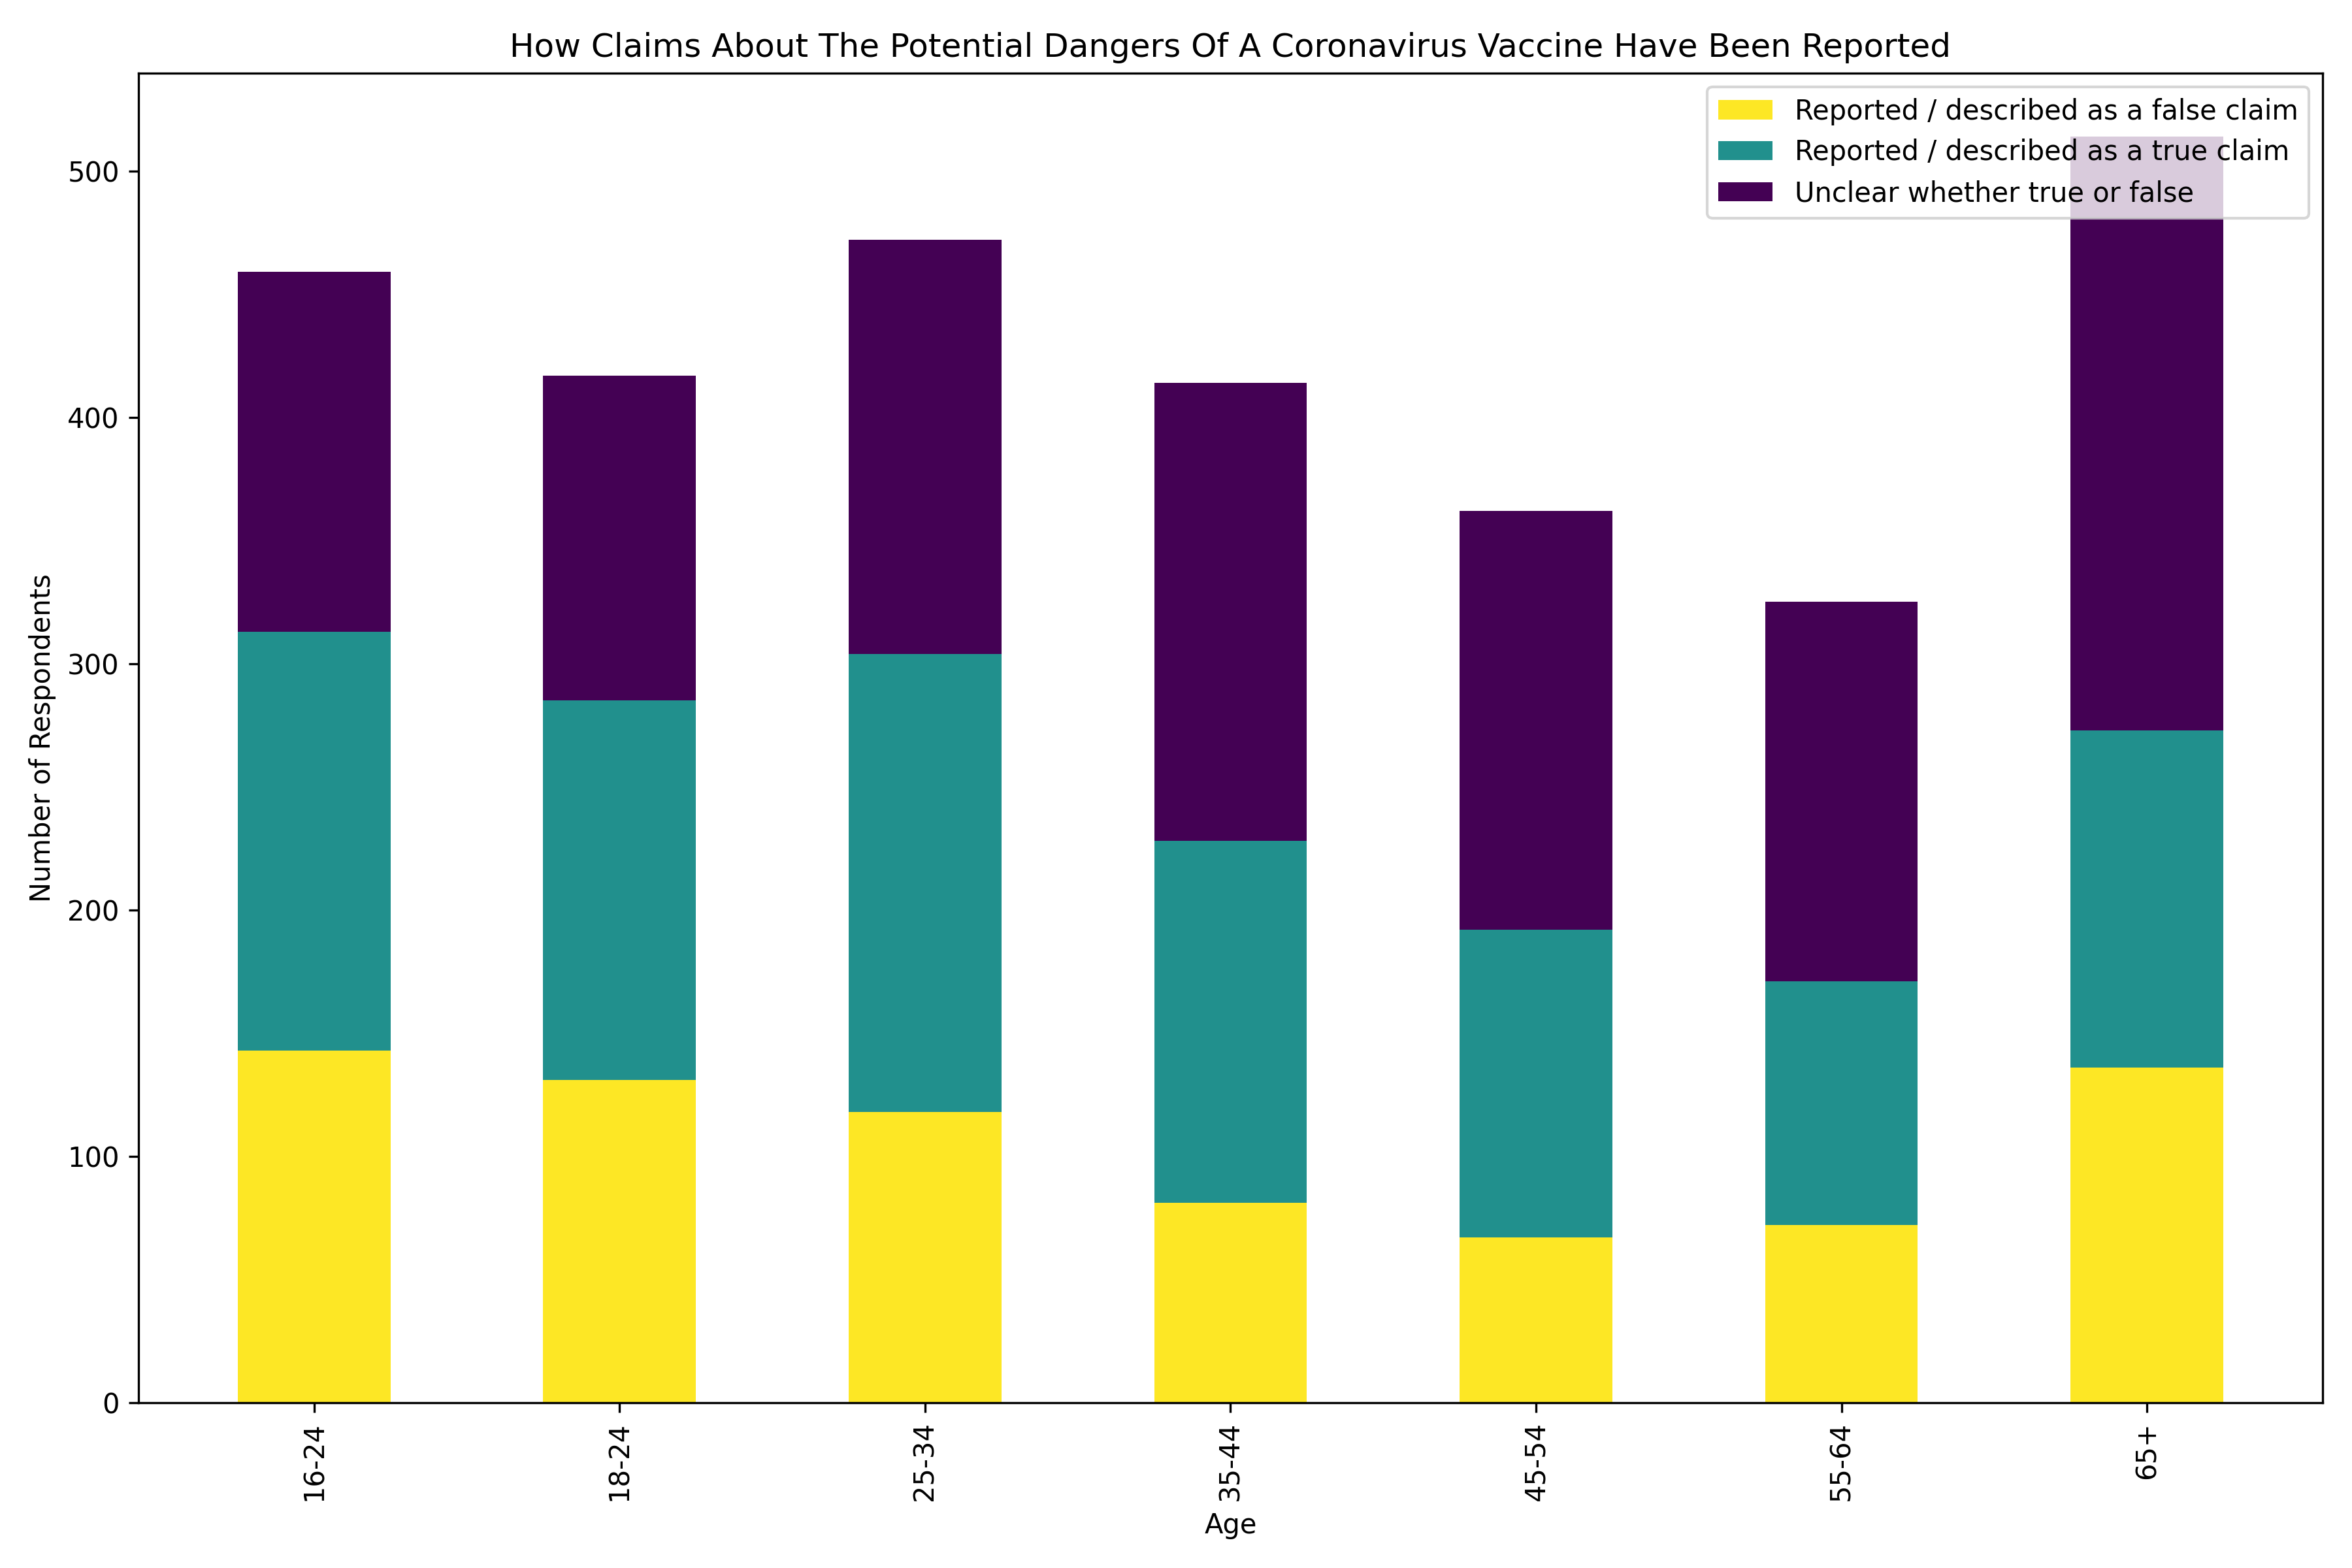 How Claims About The Potential Dangers Of A Coronavirus Vaccine Have Been Reported
Reported / described as a false claim
Reported / described as a true claim
Unclear whether true or false
Number of Respondents
500
400
300
200
100
0
16-24
18-24
25-34
35-44
45-54
55-64
65+
Age